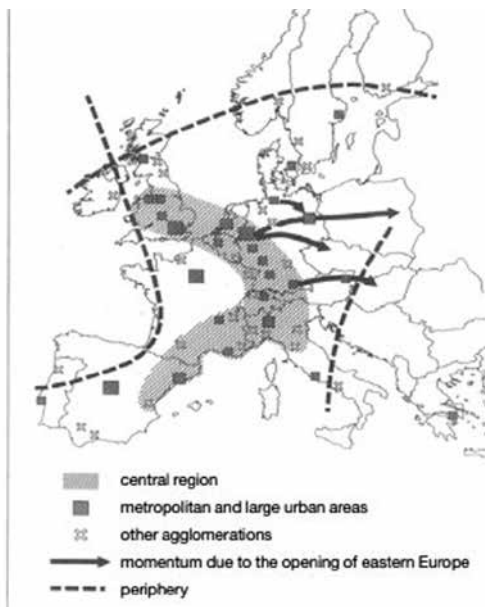 central region
metropolitan and large urban areas
other agglomerations
momentum due to the opening of eastern Europe
periphery